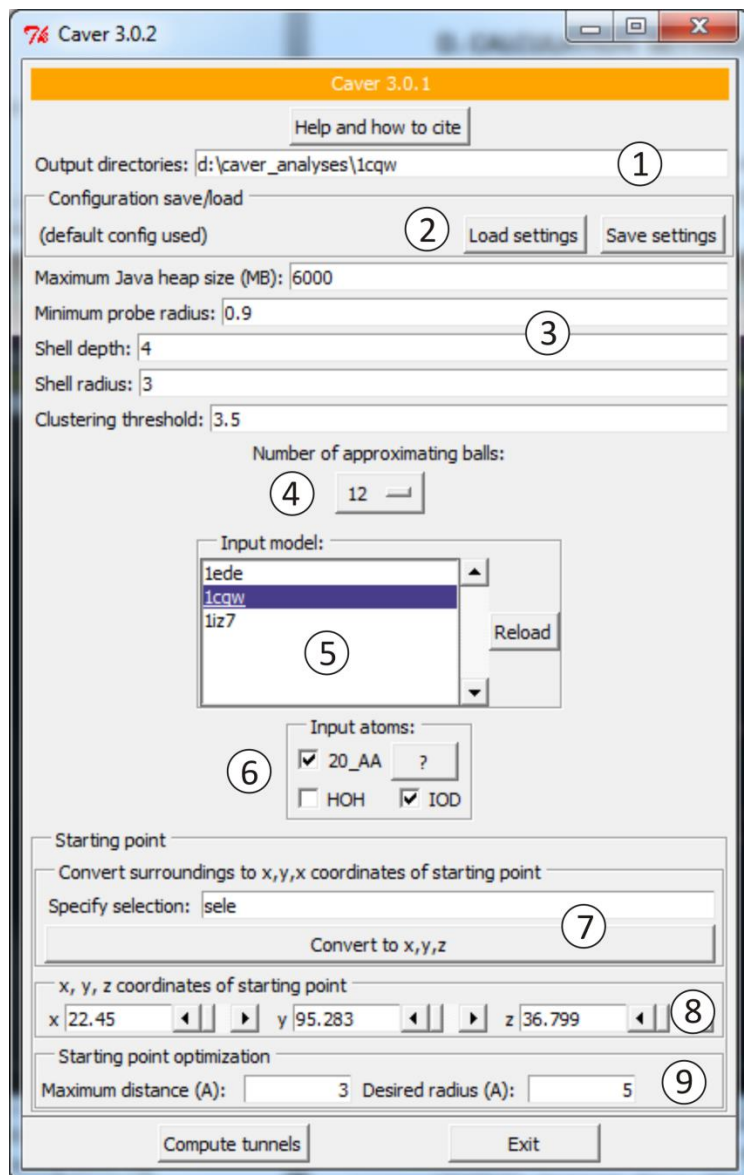 7% Caver 3.0.2
Caver 3.0.1
Help and how to cite
Output directories: d:\caver_analyses\1cqw ①
Configuration save/load
(default config used) ② Load settings Save settings
Maximum Java heap size (MB): 6000
Minimum probe radius: 0.9 ③
Shell depth: 4
Shell radius: 3
Clustering threshold: 3.5
Number of approximating balls:
④ 12
Input model:
1ede
1cqw
1iz7
⑤ Reload
Input atoms:
⑥ 20_AA ?
HOH IOD
Starting point
Convert surroundings to x,y,x coordinates of starting point
Specify selection: sele
⑦ Convert to x,y,z
x, y, z coordinates of starting point
x 22.45 y 95.283 z 36.799 ⑧
Starting point optimization
Maximum distance (A): 3 Desired radius (A): 5 ⑨
Compute tunnels Exit